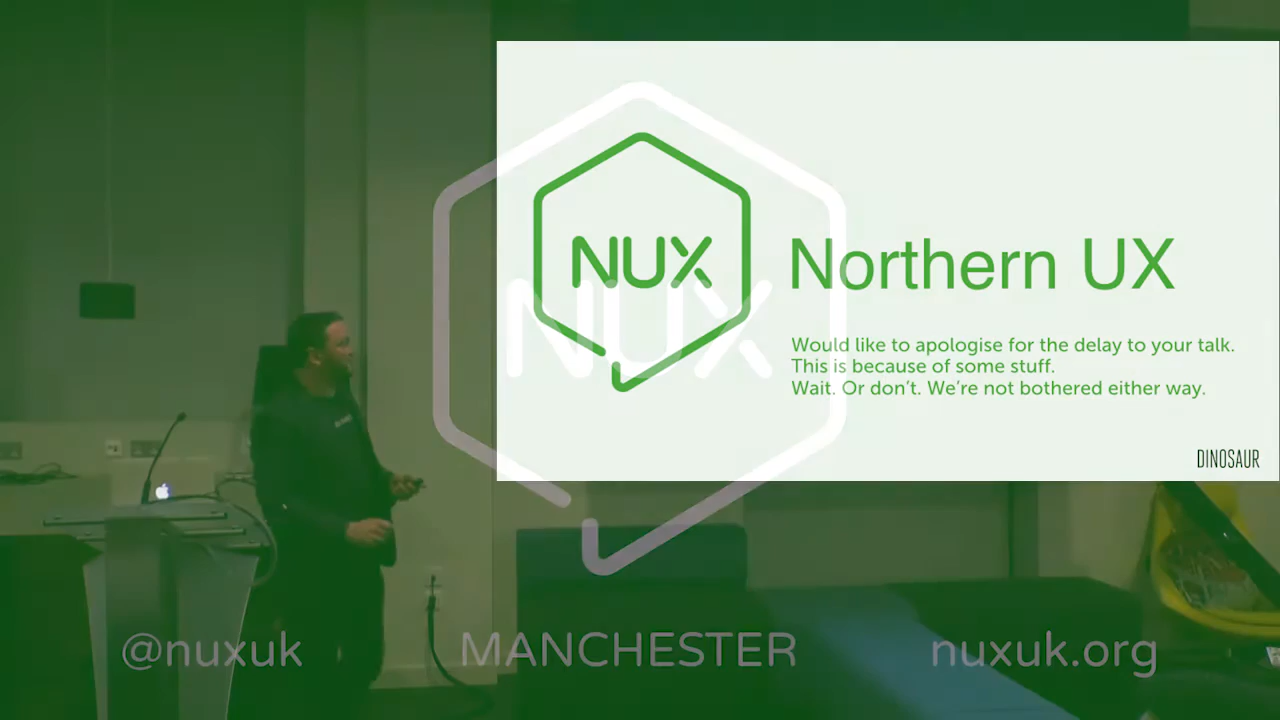 NUX
Northern UX
NUX
Would like to apologise for the delay to your talk.
This is because of some stuff.
Wait. Or don't. We're not bothered either way.
DINOSAUR
@nuxuk
MANCHESTER
nuxuk.org